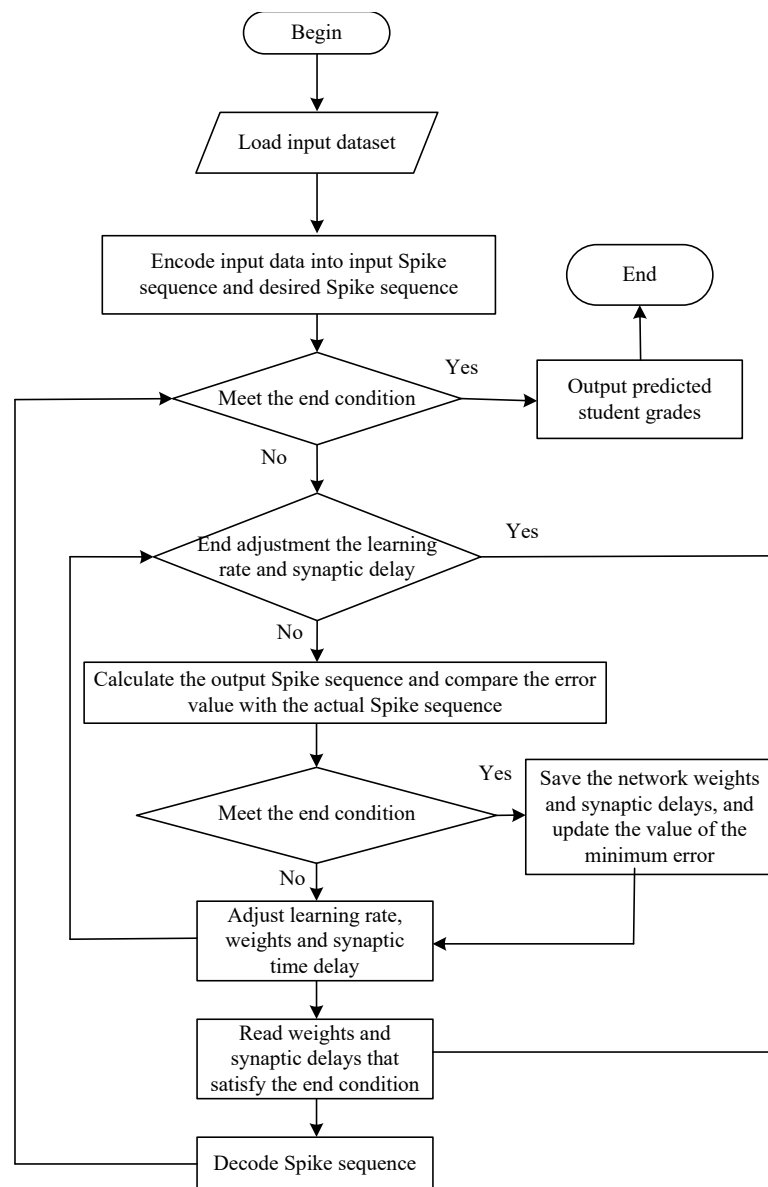 Begin
Load input dataset
Encode input data into input Spike
sequence and desired Spike sequence
End
Meet the end condition
Yes
Output predicted
student grades
No
End adjustment the learning
rate and synaptic delay
Yes
No
Calculate the output Spike sequence and compare the error
value with the actual Spike sequence
Meet the end condition
Yes
Save the network weights
and synaptic delays, and
update the value of the
minimum error
No
Adjust learning rate,
weights and synaptic
time delay
Read weights and
synaptic delays that
satisfy the end condition
Decode Spike sequence